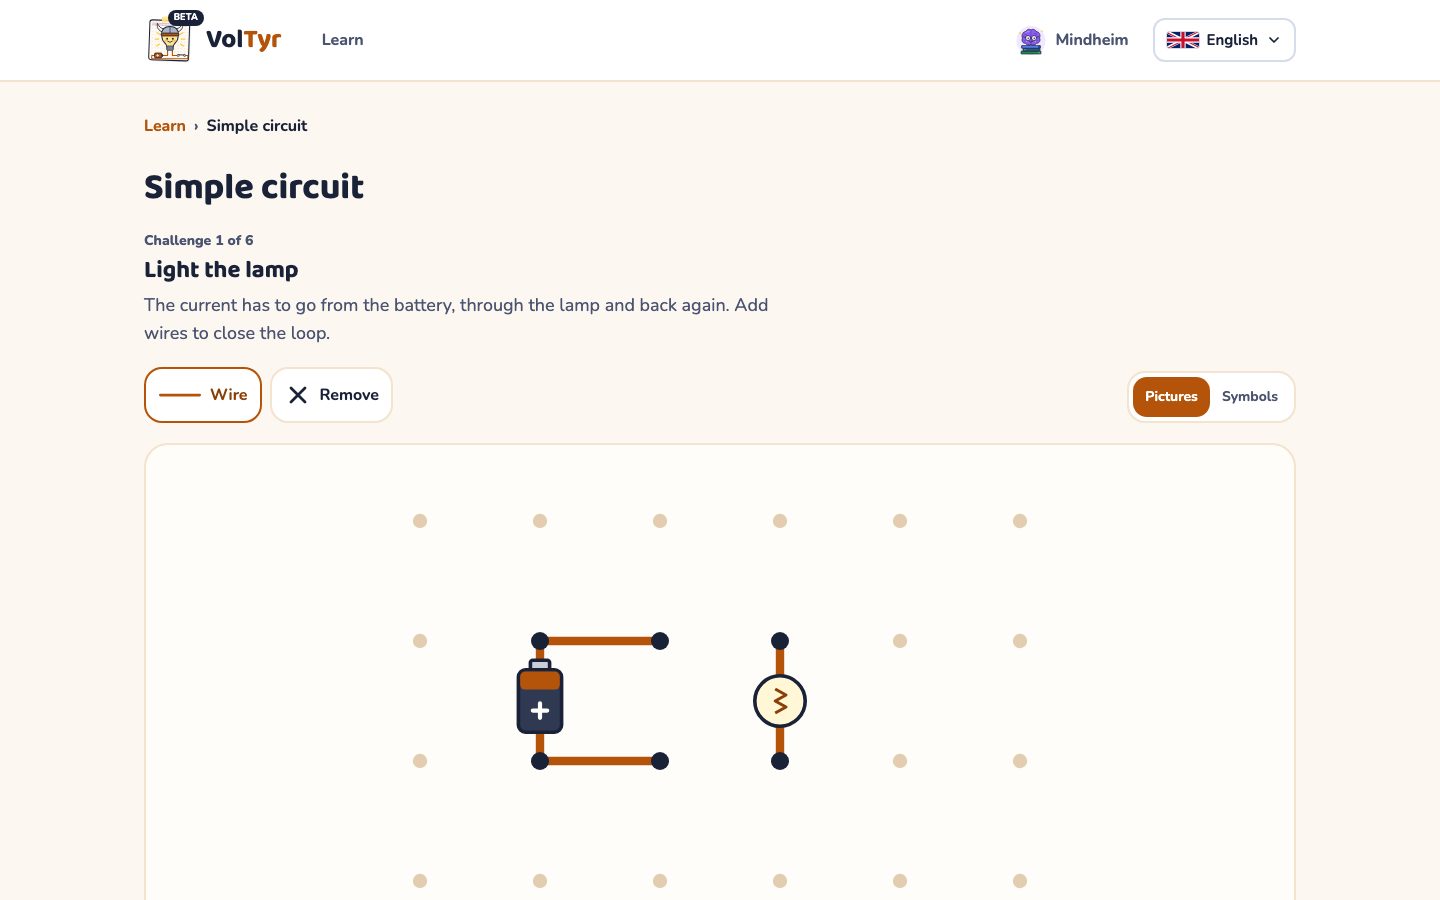 BETA
VolTyr
Learn
Mindheim
English
Learn › Simple circuit
Simple circuit
Challenge 1 of 6
Light the lamp
The current has to go from the battery, through the lamp and back again. Add
wires to close the loop.
Wire
Remove
Pictures
Symbols